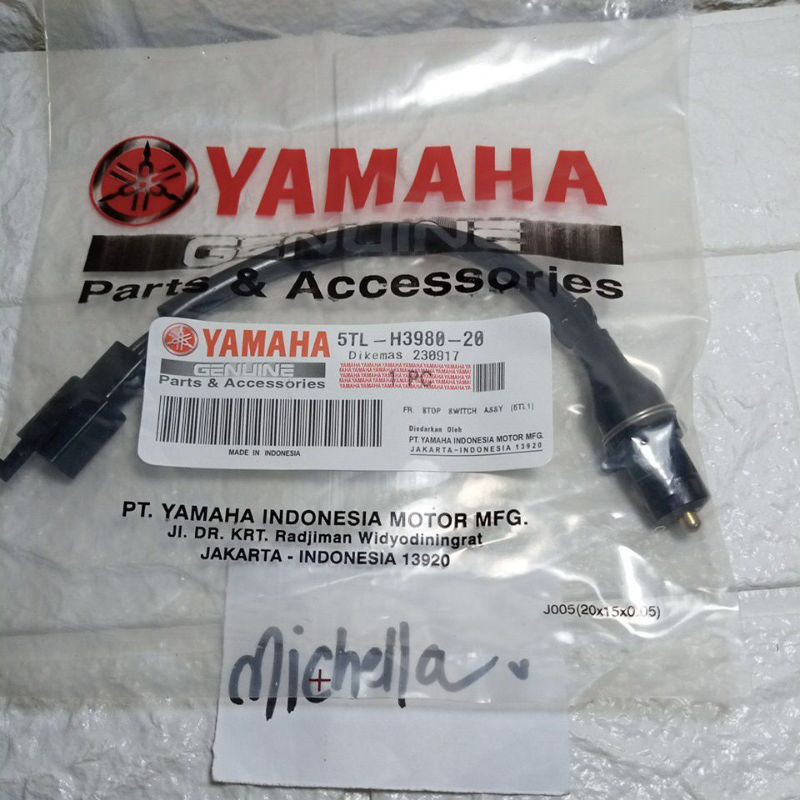 YAMAHA
GENUINE
Parts & Accessories
YAMAHA
GENUINE
Parts & Accessories
5TL-H3980-20
Dikemas 230917
1 PC
FR. STOP SWITCH ASSY (5TL1)
Diedarkan Oleh
PT. YAMAHA INDONESIA MOTOR MFG.
JAKARTA-INDONESIA 13920
MADE IN INDONESIA
PT. YAMAHA INDONESIA MOTOR MFG.
Jl. DR. KRT. Radjiman Widyodiningrat
JAKARTA - INDONESIA 13920
J005(20x15x0.05)
Michella